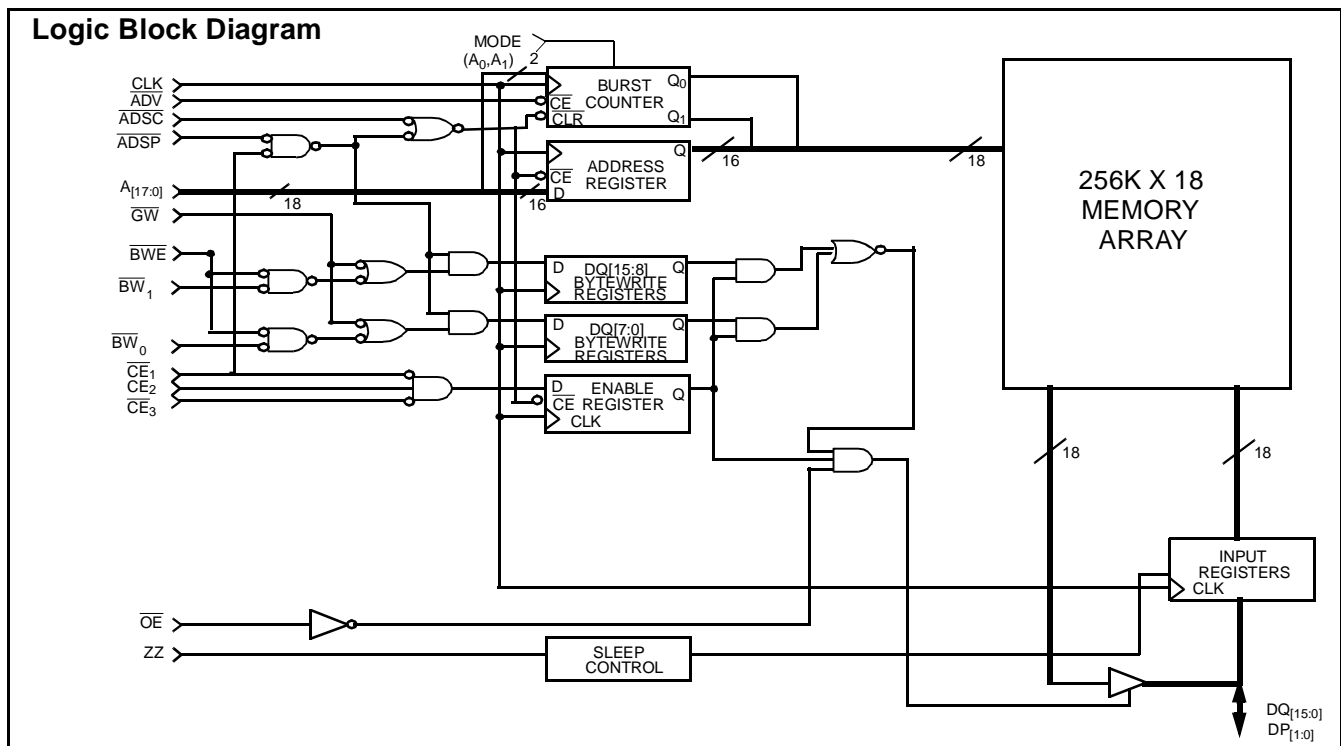 Logic Block Diagram
MODE
(A0,A1)
2
CLK
ADV
ADSC
ADSP
A[17:0]
18
GW
BWE
BW1
BW0
CE1
CE2
CE3
OE
ZZ
BURST
COUNTER
CE
CLR
Q0
Q1
ADDRESS
REGISTER
CE
D
Q
16
16
18
256K X 18
MEMORY
ARRAY
D
DQ[15:8]
Q
BYTEWRITE
REGISTERS
D
DQ[7:0]
Q
BYTEWRITE
REGISTERS
D
ENABLE
CE
REGISTER
Q
CLK
18
18
INPUT
REGISTERS
CLK
SLEEP
CONTROL
DQ[15:0]
DP[1:0]